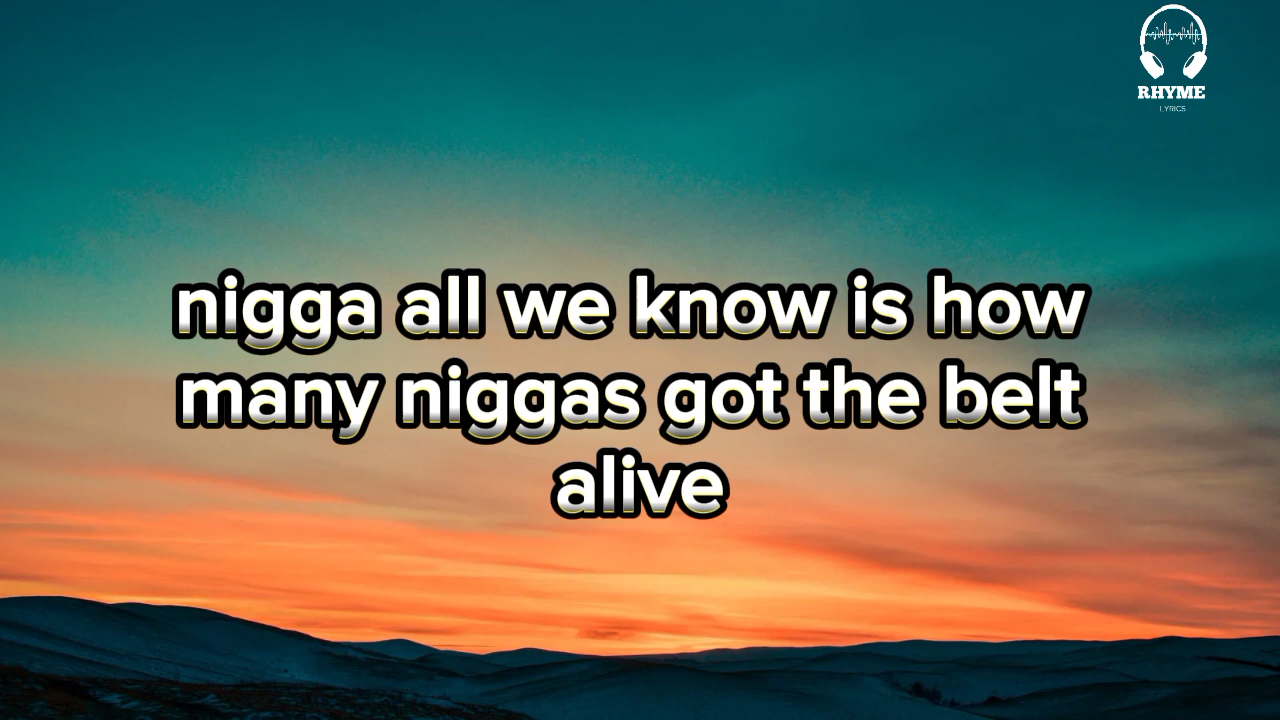 RHYME
LYRICS
nigga all we know is how
many niggas got the belt
alive